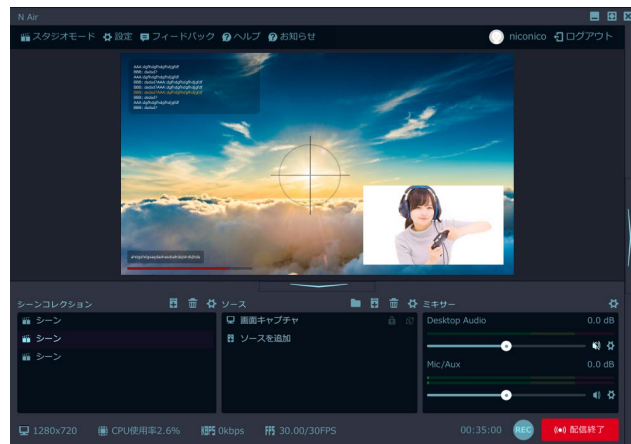 N Air
スタジオモード 設定 フィードバック ヘルプ お知らせ niconico ログアウト
シーンコレクション
シーン
シーン
シーン
ソース
画面キャプチャ
ソースを追加
ミキサー
Desktop Audio 0.0 dB
Mic/Aux 0.0 dB
1280x720 CPU使用率2.6% 0kbps FPS 30.00/30FPS 00:35:00 REC 配信終了